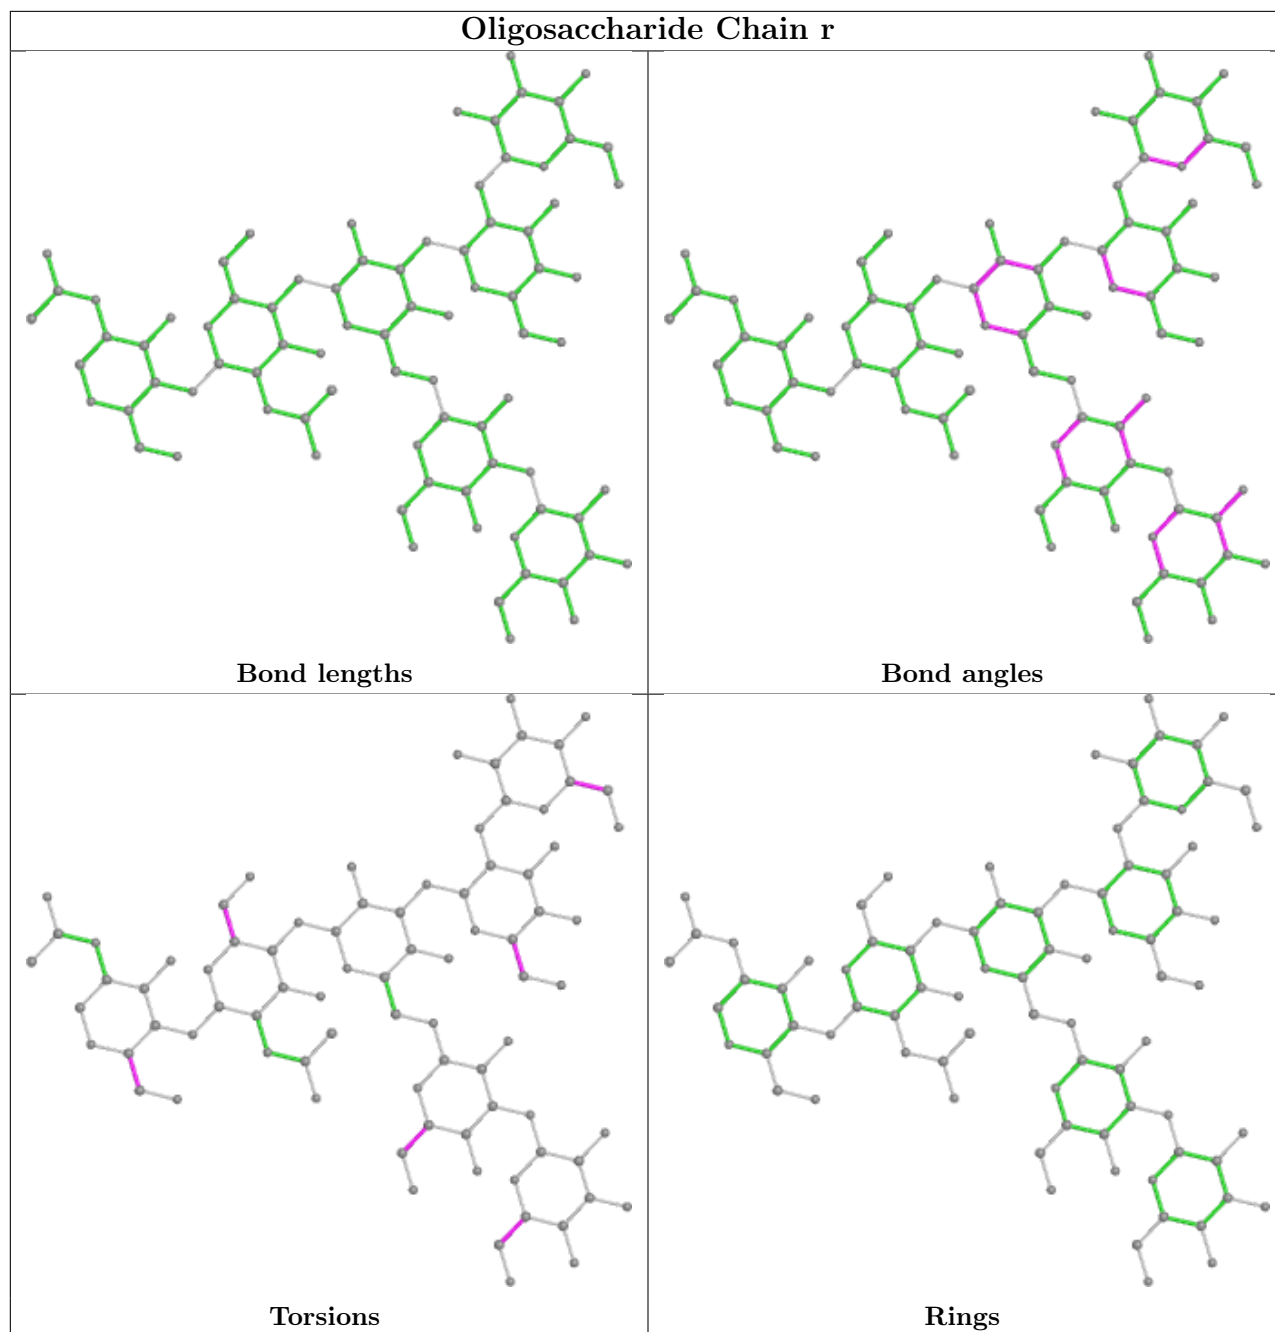 Oligosaccharide Chain r
Bond lengths
Bond angles
Torsions
Rings